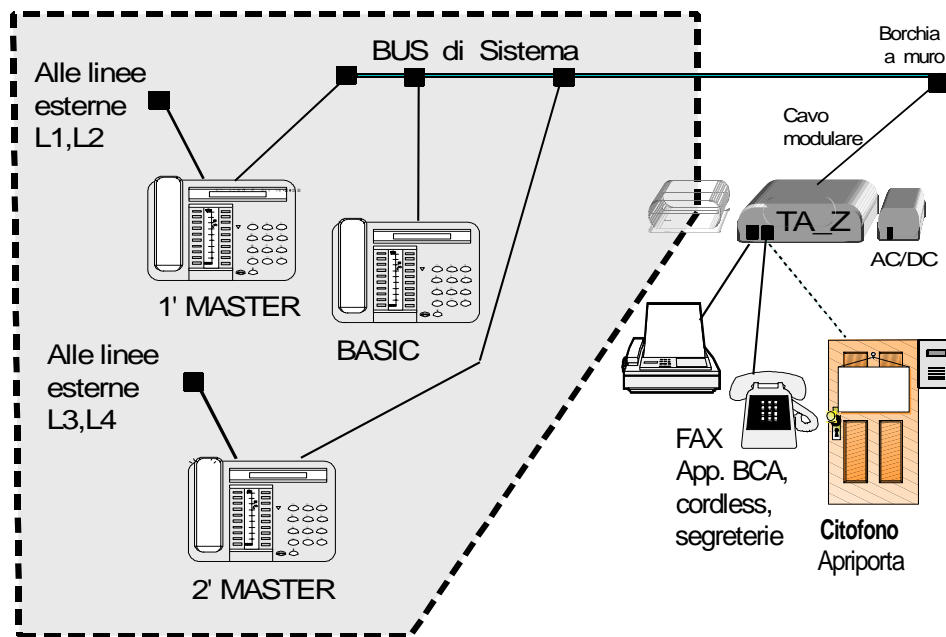 BUS di Sistema
Borchia
a muro
Alle linee
esterne
L1,L2
Cavo
modulare
TA_Z
AC/DC
1' MASTER
BASIC
Alle linee
esterne
L3,L4
FAX
App. BCA,
cordless,
segreterie
Citofono
Apriporta
2' MASTER